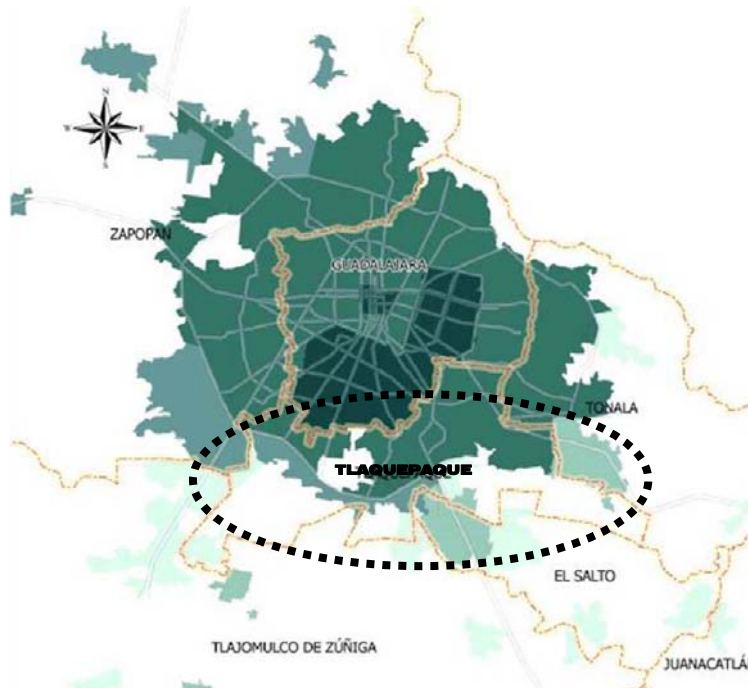 N
W E
S
ZAPOPAN
GUADALAJARA
TONALA
TLAQUEPAQUE
EL SALTO
TLAJOMULCO DE ZÚÑIGA
JUANACATLÁ